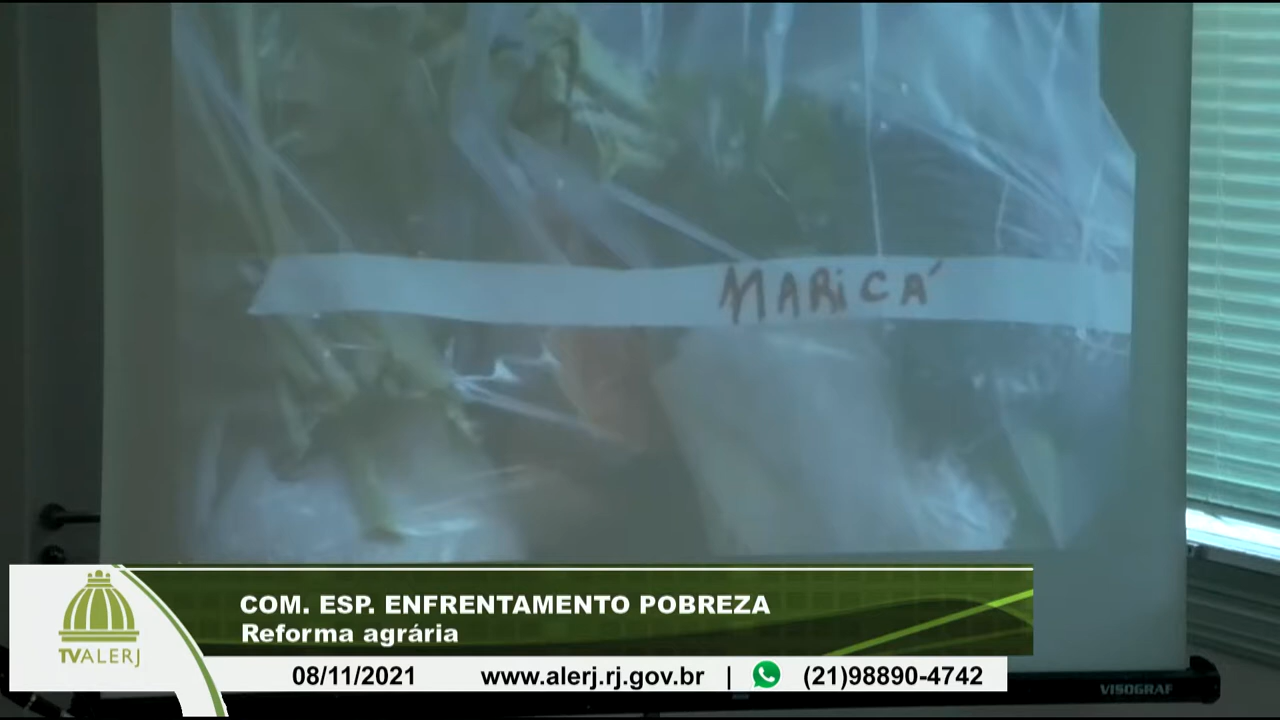 MARiCÁ
COM. ESP. ENFRENTAMENTO POBREZA
Reforma agrária
TVALERJ
08/11/2021 www.alerj.rj.gov.br | (21)98890-4742
VISOGRAF